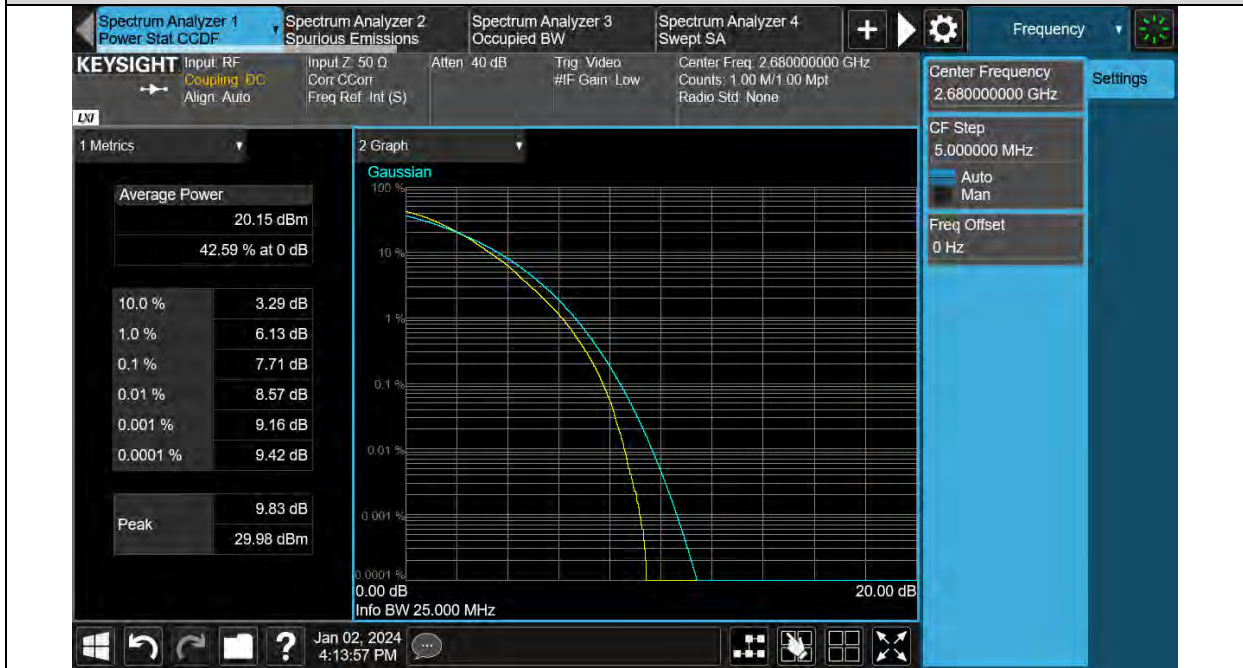 Spectrum Analyzer 1
Power Stat CCDF
Spectrum Analyzer 2
Spurious Emissions
Spectrum Analyzer 3
Occupied BW
Spectrum Analyzer 4
Swept SA
Frequency
KEYSIGHT
Input: RF
Coupling: DC
Align: Auto
Input Z: 50 Ω
Corr CCorr
Freq Ref: Int (S)
Atten: 40 dB
Trig: Video
#IF Gain: Low
Center Freq: 2.680000000 GHz
Counts: 1.00 M/1.00 Mpt
Radio Std: None
LXI
Center Frequency
2.680000000 GHz
Settings
CF Step
5.000000 MHz
Auto
Man
Freq Offset
0 Hz
1 Metrics
Average Power
20.15 dBm
42.59 % at 0 dB
10.0 % 3.29 dB
1.0 % 6.13 dB
0.1 % 7.71 dB
0.01 % 8.57 dB
0.001 % 9.16 dB
0.0001 % 9.42 dB
Peak
9.83 dB
29.98 dBm
2 Graph
Gaussian
100 %
10 %
1 %
0.1 %
0.01 %
0.001 %
0.0001 %
0.00 dB
20.00 dB
Info BW 25.000 MHz
?
Jan 02, 2024
4:13:57 PM